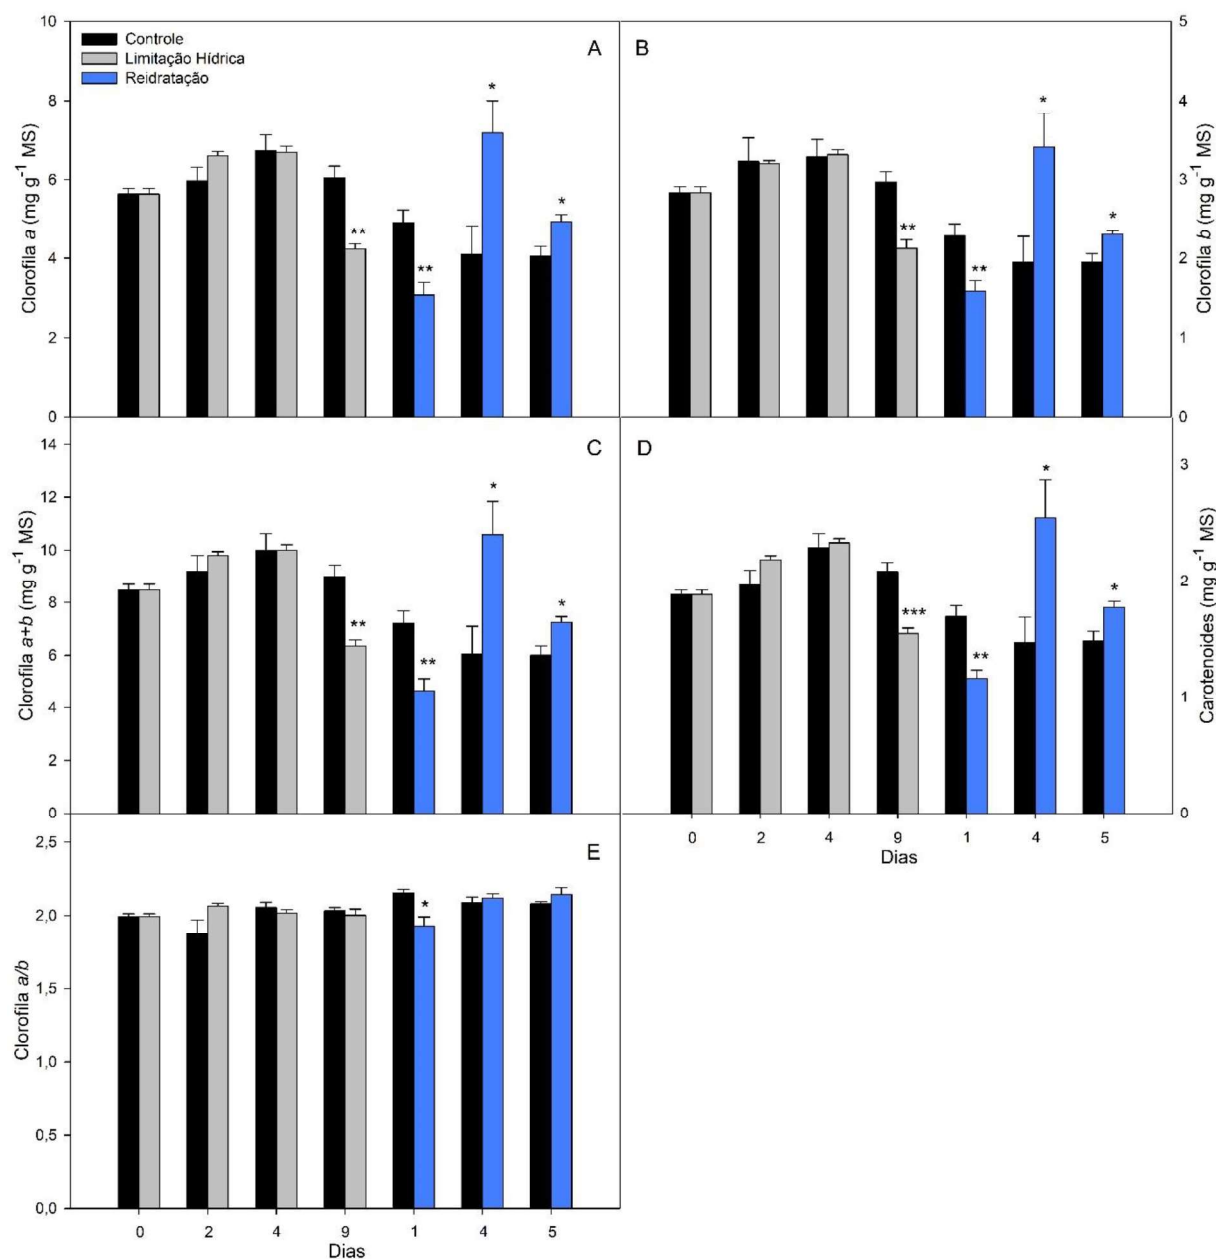 Controle
Limitação Hídrica
Reidratação
A
10
8
6
4
2
0
Clorofila a (mg g⁻¹ MS)
**
**
*
*
B
5
4
3
2
1
0
Clorofila b (mg g⁻¹ MS)
**
**
*
*
C
14
12
10
8
6
4
2
0
Clorofila a+b (mg g⁻¹ MS)
**
**
*
*
D
3
2
1
0
Carotenoides (mg g⁻¹ MS)
***
**
*
*
0 2 4 9 1 4 5
Dias
E
2,5
2,0
1,5
1,0
0,5
0,0
Clorofila a/b
*
0 2 4 9 1 4 5
Dias